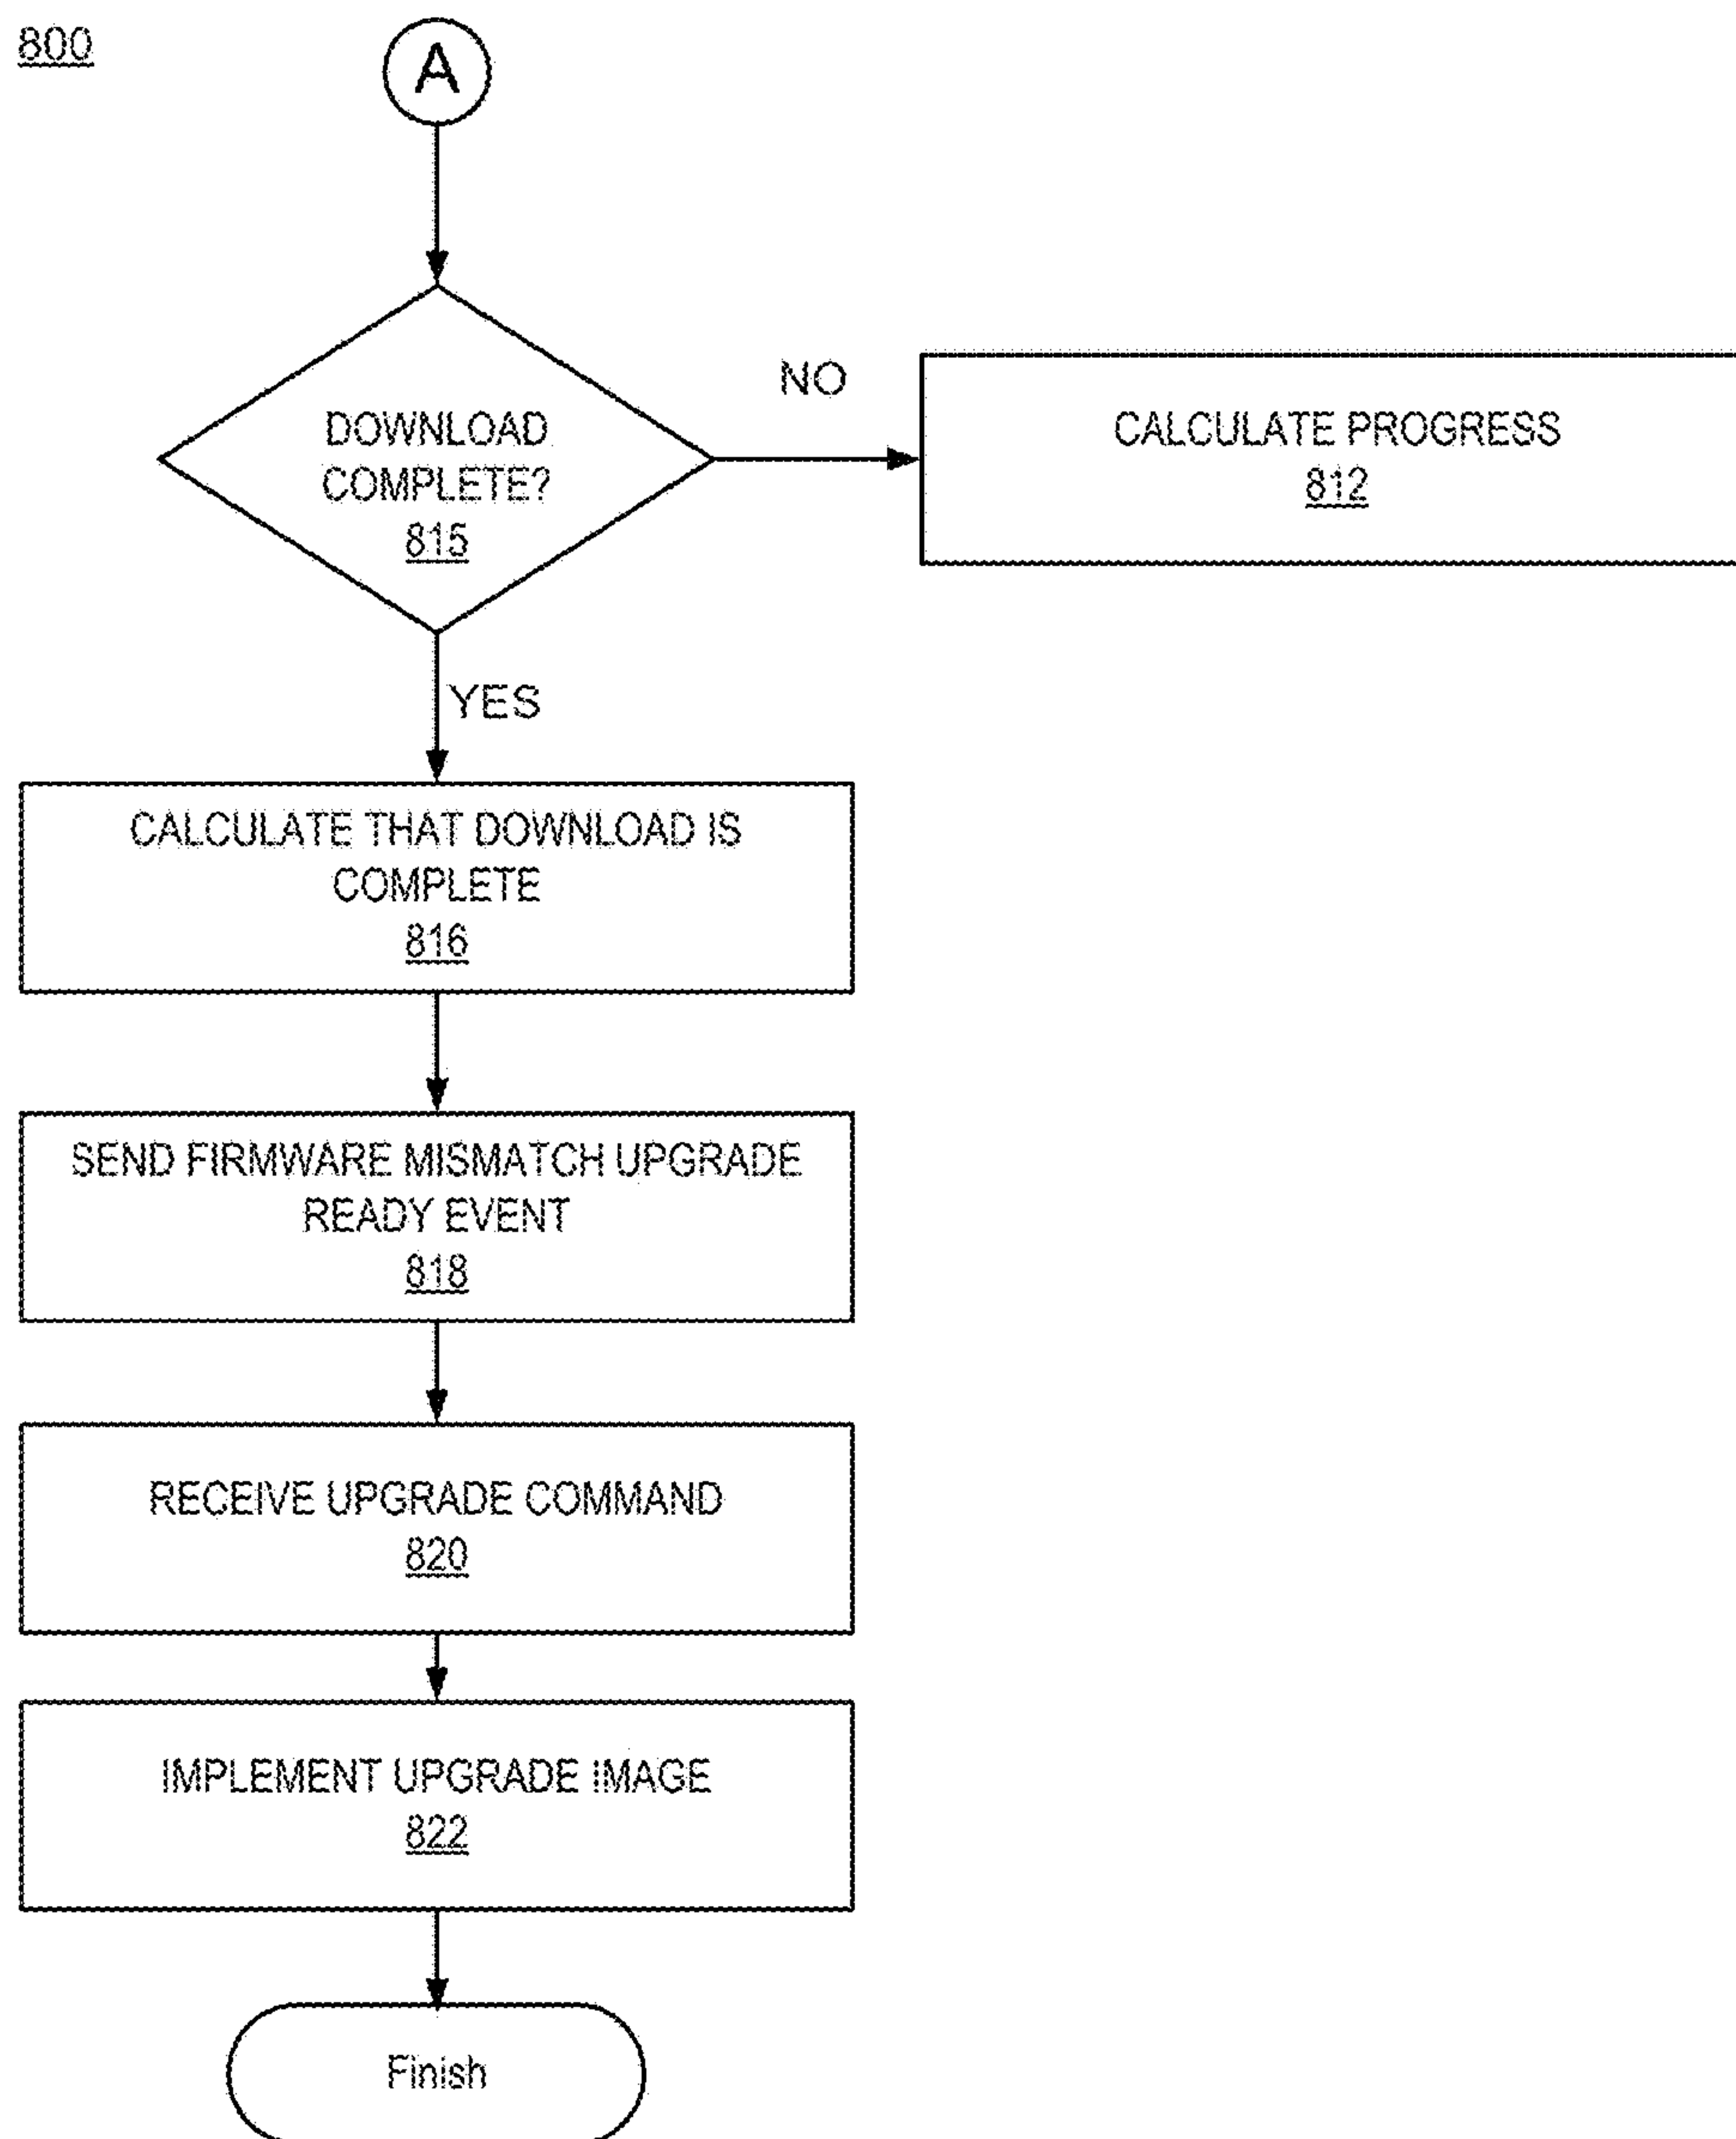 800
A
DOWNLOAD
COMPLETE?
815
NO
CALCULATE PROGRESS
812
YES
CALCULATE THAT DOWNLOAD IS
COMPLETE
816
SEND FIRMWARE MISMATCH UPGRADE
READY EVENT
818
RECEIVE UPGRADE COMMAND
820
IMPLEMENT UPGRADE IMAGE
822
Finish